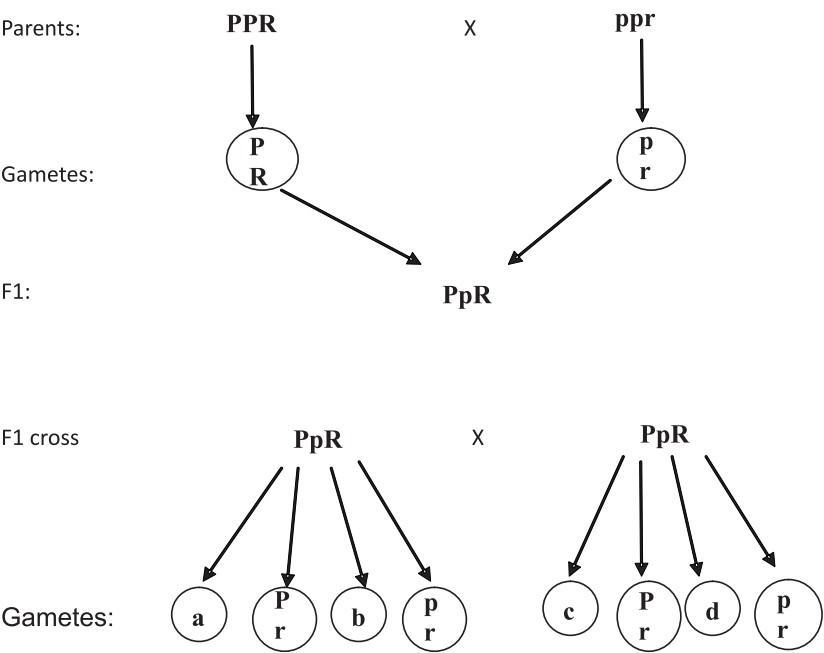 Parents: PPR X ppr
Gametes: P R p r
F1: PpR
F1 cross PpR X PpR
Gametes: a P r b p r c P r d p r